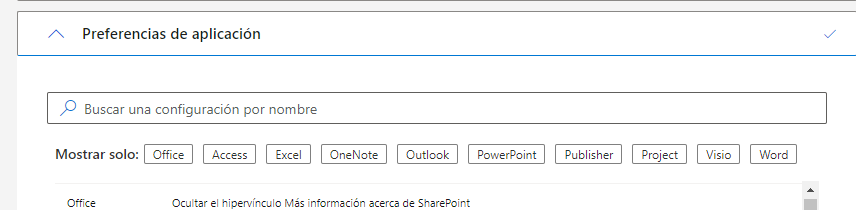 Preferencias de aplicación
Buscar una configuración por nombre
Mostrar solo: Office Access Excel OneNote Outlook PowerPoint Publisher Project Visio Word
Office Ocultar el hipervínculo Más información acerca de SharePoint